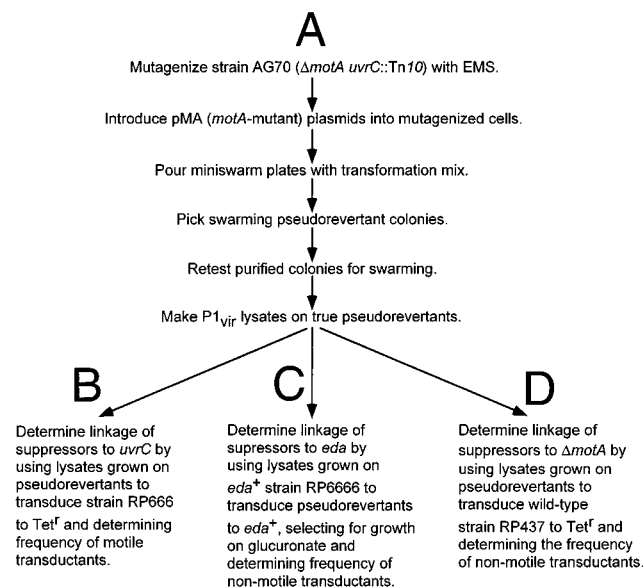 A
Mutagenize strain AG70 (ΔmotA uvrC::Tn10) with EMS.
Introduce pMA (motA-mutant) plasmids into mutagenized cells.
Pour miniswarm plates with transformation mix.
Pick swarming pseudorevertant colonies.
Retest purified colonies for swarming.
Make P1vir lysates on true pseudorevertants.
B
Determine linkage of
suppressors to uvrC by
using lysates grown on
pseudorevertants to
transduce strain RP666
to Tetr and determining
frequency of motile
transductants.
C
Determine linkage of
supressors to eda by
using lysates grown on
eda+ strain RP6666 to
transduce pseudorevertants
to eda+, selecting for growth
on glucuronate and
determining frequency of
non-motile transductants.
D
Determine linkage of
suppressors to ΔmotA by
using lysates grown on
pseudorevertants to
transduce wild-type
strain RP437 to Tetr and
determining the frequency
of non-motile transductants.